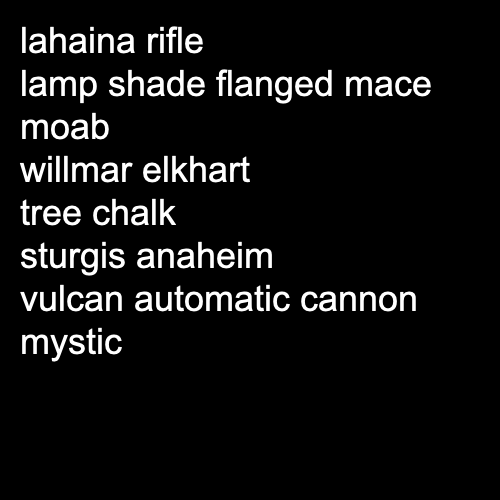 lahaina rifle
lamp shade flanged mace
moab
willmar elkhart
tree chalk
sturgis anaheim
vulcan automatic cannon
mystic